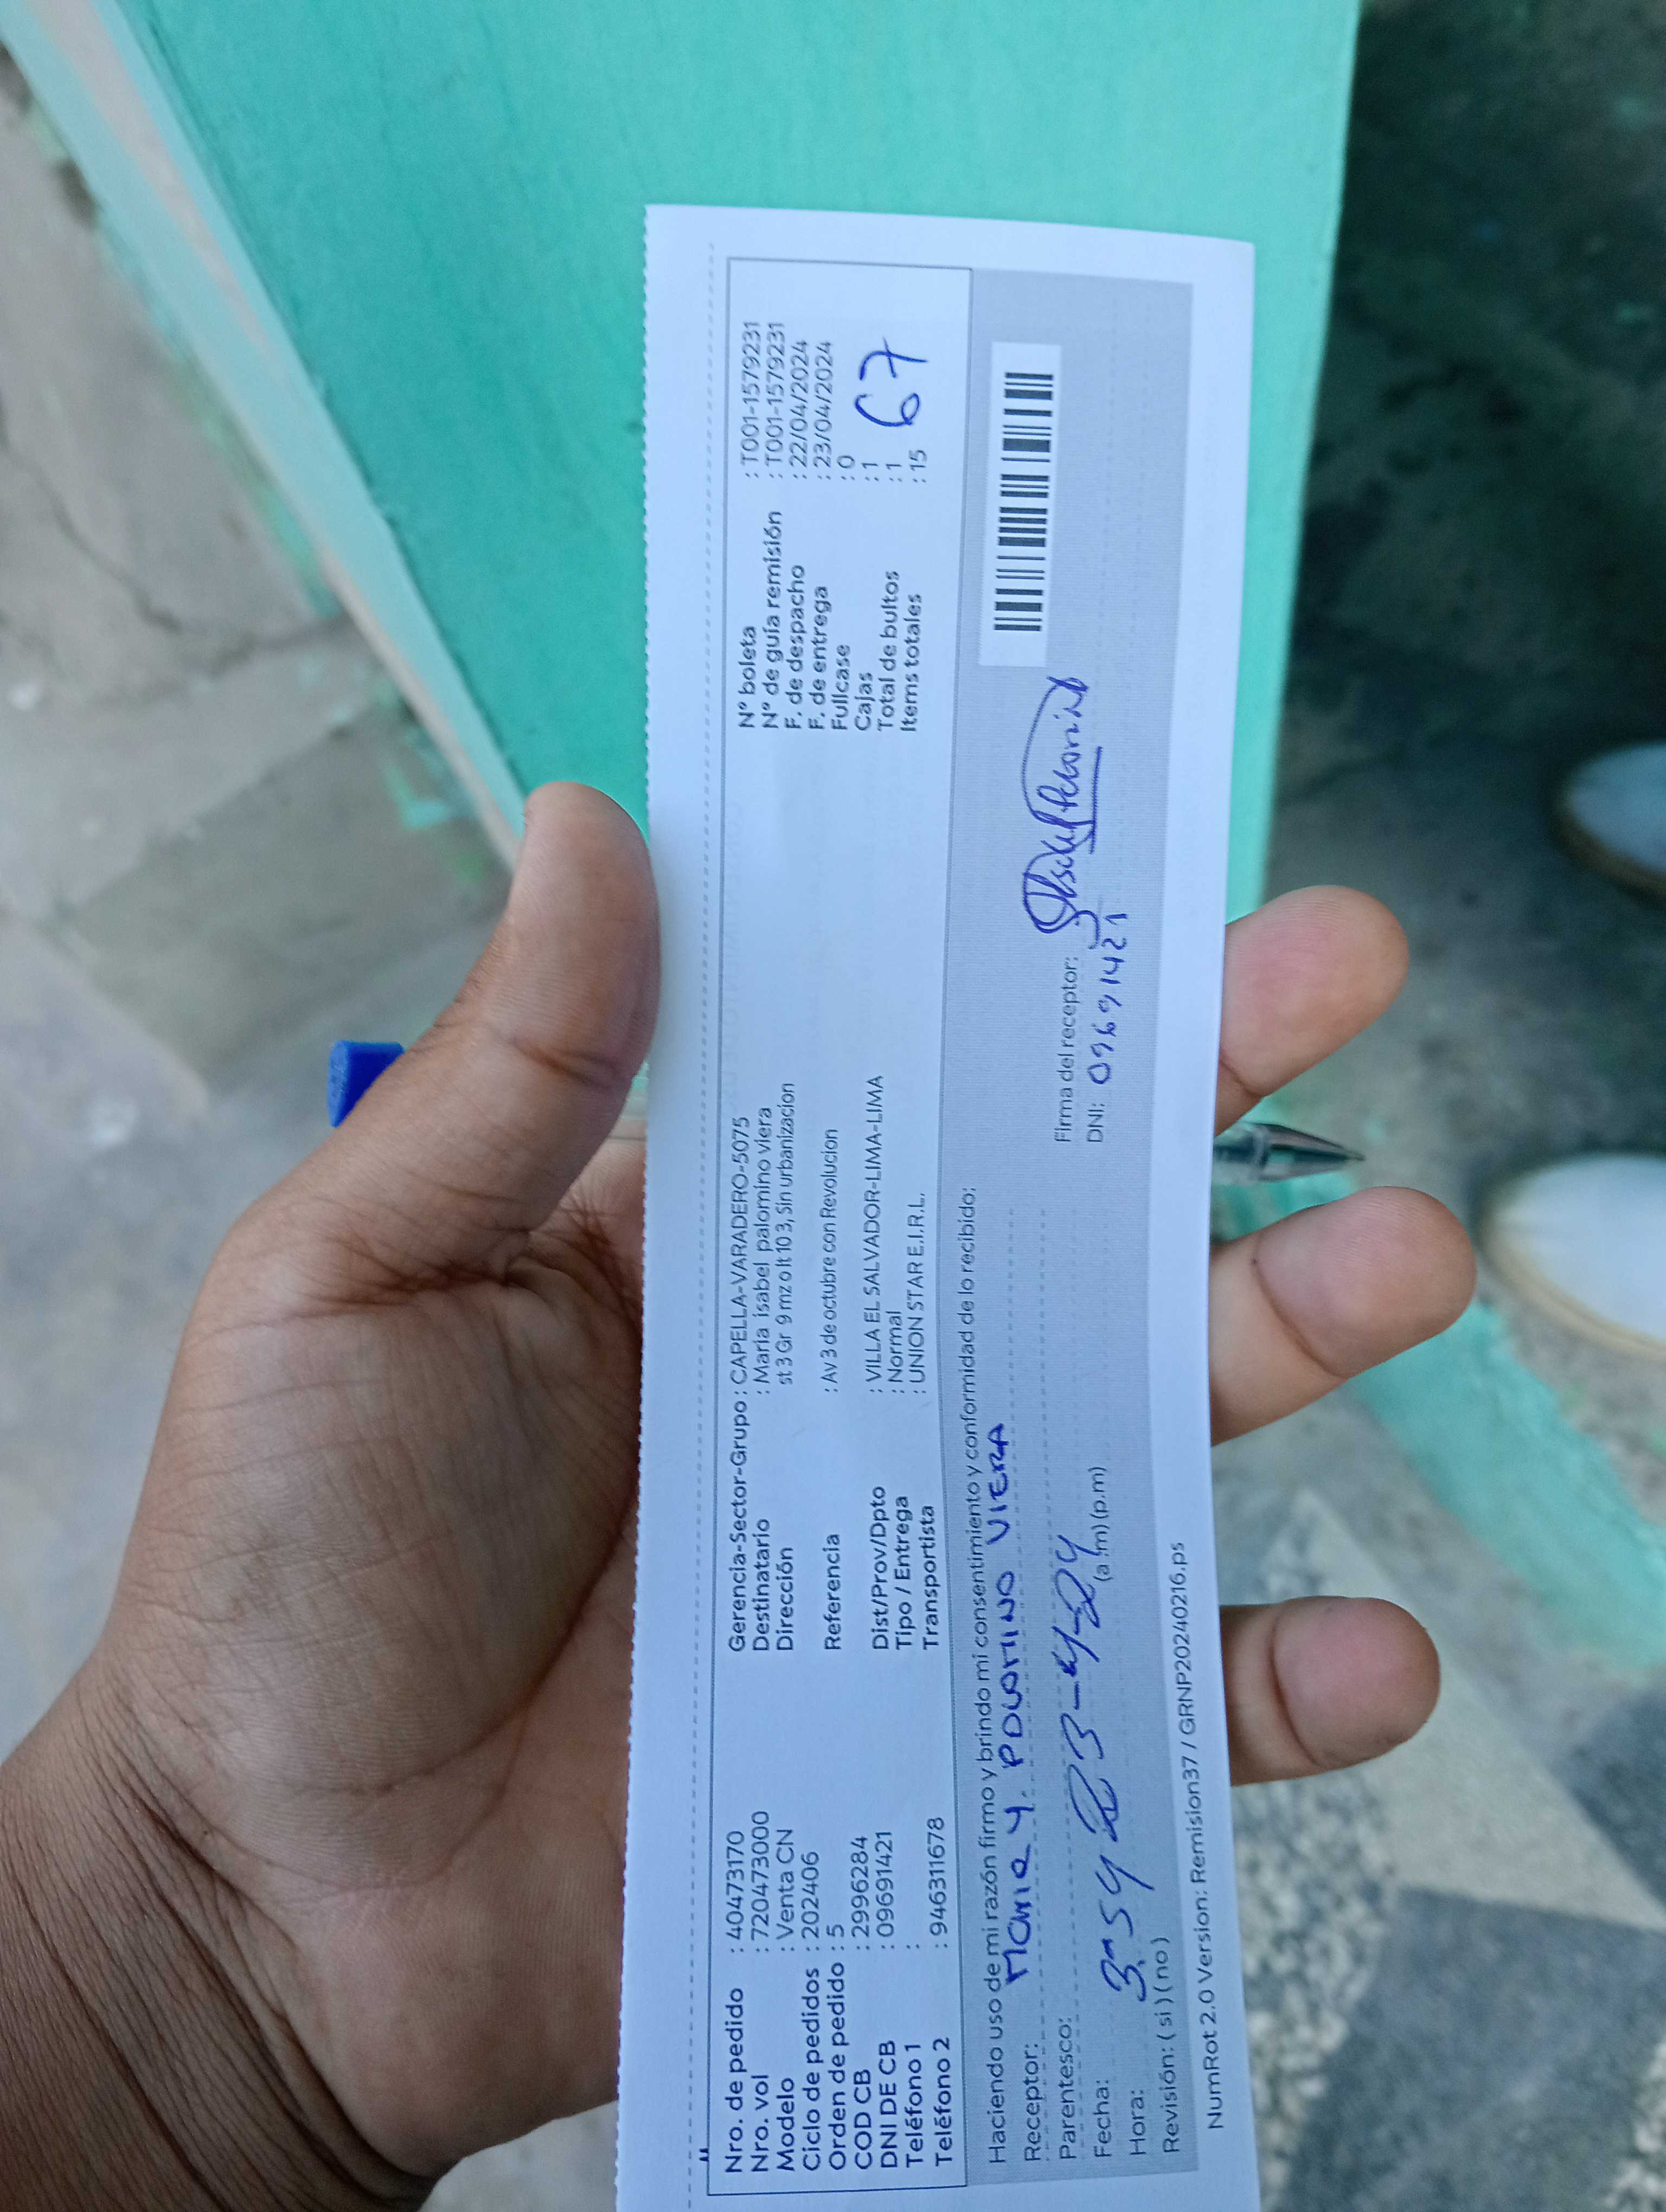 Nro. de pedido : 40473170
Nro. vol : 720473000
Modelo : Venta CN
Ciclo de pedidos : 202406
Orden de pedido : 5
COD CB : 2996284
DNI DE CB : 09691421
Teléfono 1 :
Teléfono 2 : 946311678
Gerencia-Sector-Grupo : CAPELLA-VARADERO-5075
Destinatario : Maria isabel palomino viera
Dirección st 3 Gr 9 mz o lt 10 3, Sin urbanizacion
Referencia : Av 3 de octubre con Revolucion
Dist/Prov/Dpto : VILLA EL SALVADOR-LIMA-LIMA
Tipo / Entrega : Normal
Transportista : UNION STAR E.I.R.L.
N° boleta : T001-1579231
N° de guía remisión : T001-1579231
F. de despacho : 22/04/2024
F. de entrega : 23/04/2024
Fullcase : 0
Cajas : 1
Total de bultos : 1
Items totales : 15
67
Haciendo uso de mi razón firmo y brindo mi consentimiento y conformidad de lo recibido:
Receptor: Maria Y. PALOMINO VIERA
Parentesco:
Fecha: 23-4-24
Hora: 3:54 (a.m) (p.m)
Revisión: ( si ) ( no )
Firma del receptor:
DNI: 09691421
NumRot 2.0 Version: Remision37 / GRNP20240216.ps